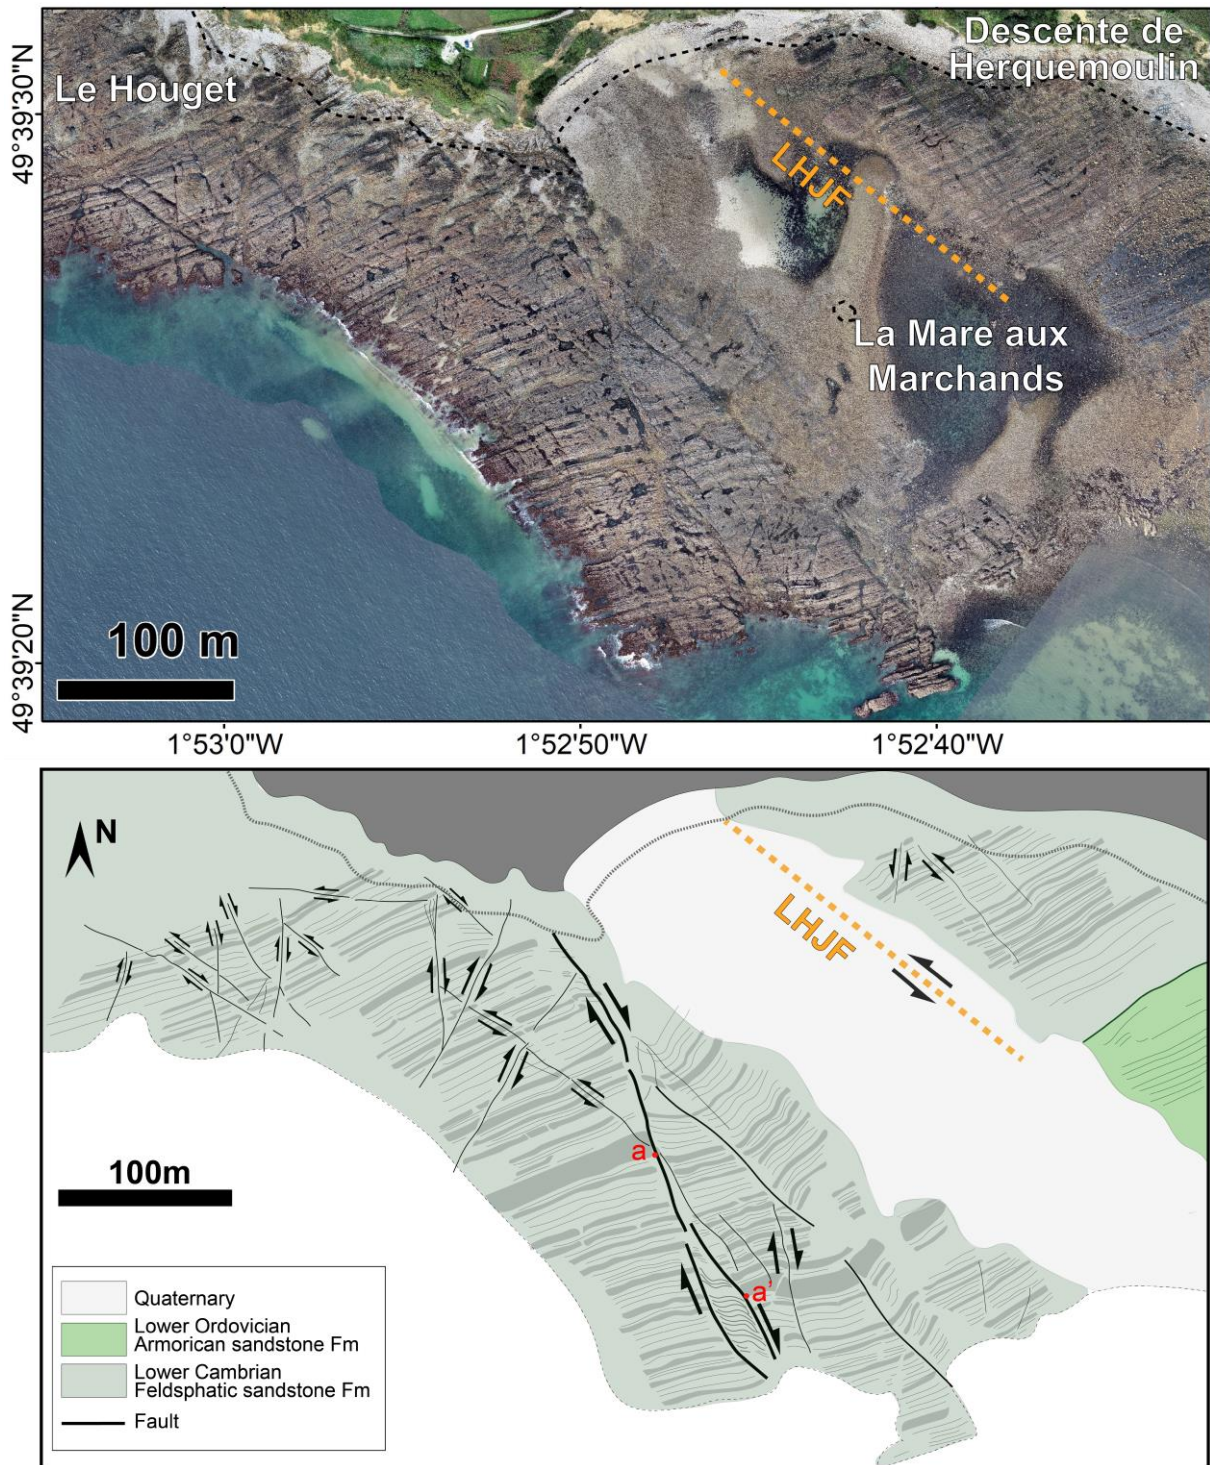 Descente de
Herquemoulin
Le Houget
49°39'30"N
LHJF
La Mare aux
Marchands
100 m
49°39'20"N
1°53'0"W
1°52'50"W
1°52'40"W
N
LHJF
a
100m
a'
Quaternary
Lower Ordovician
Armorican sandstone Fm
Lower Cambrian
Feldsphatic sandstone Fm
Fault